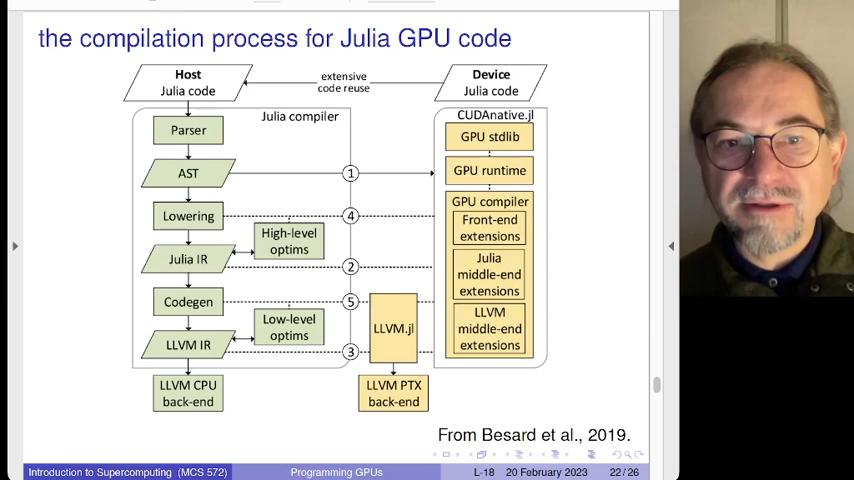 the compilation process for Julia GPU code
Host
Julia code
extensive
code reuse
Device
Julia code
Julia compiler
CUDAnative.jl
Parser
GPU stdlib
AST
1
GPU runtime
Lowering
4
GPU compiler
Front-end
extensions
High-level
optims
Julia IR
2
Julia
middle-end
extensions
Codegen
5
Low-level
optims
LLVM.jl
LLVM
middle-end
extensions
LLVM IR
3
LLVM CPU
back-end
LLVM PTX
back-end
From Besard et al., 2019.
Introduction to Supercomputing (MCS 572)
Programming GPUs
L-18 20 February 2023
22 / 26